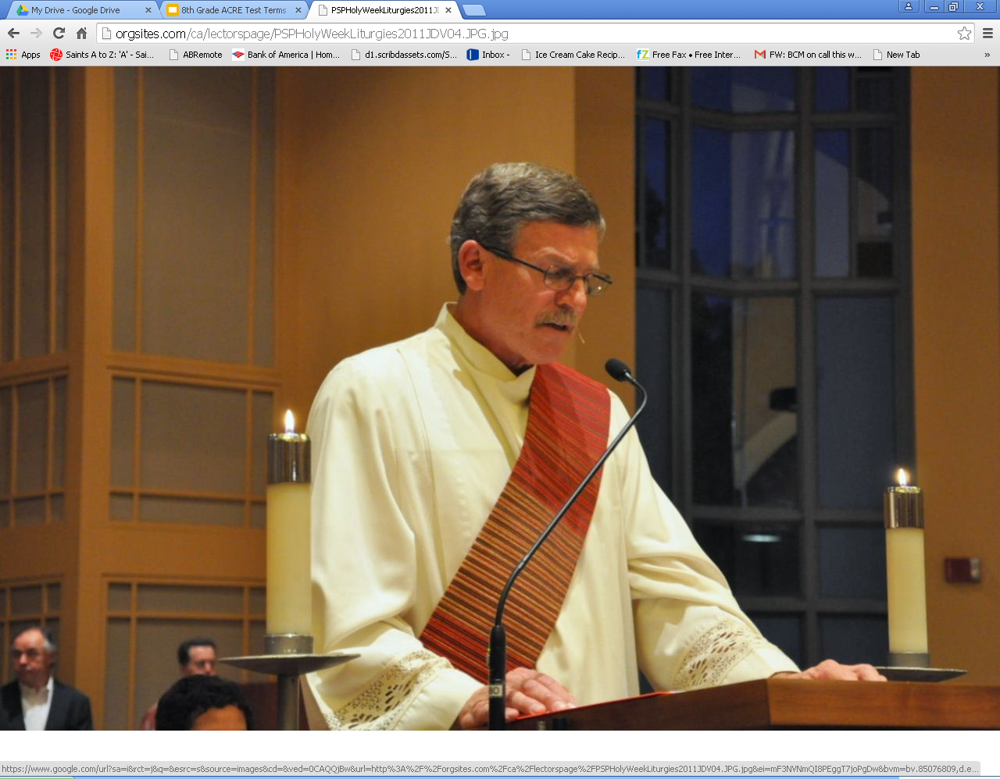 My Drive - Google Drive
8th Grade ACRE Test Terms
PSPHolyWeekLiturgies2011J
orgsites.com/ca/lectorspage/PSPHolyWeekLiturgies2011JDV04.JPG.jpg
Apps
Saints A to Z: 'A' - Sai...
ABRemote
Bank of America | Hom...
d1.scribdassets.com/S...
Inbox -
Ice Cream Cake Recip...
Free Fax • Free Inter...
FW: BCM on call this w...
New Tab
»
https://www.google.com/url?sa=i&rct=j&q=&esrc=s&source=images&cd=&ved=0CAQQjBw&url=http%3A%2F%2Forgsites.com%2Fca%2Flectorspage%2FPSPHolyWeekLiturgies2011JDV04.JPG.jpg&ei=mF3NVNmQI8PEggT7joPgDw&bvm=bv.85076809,d.e...